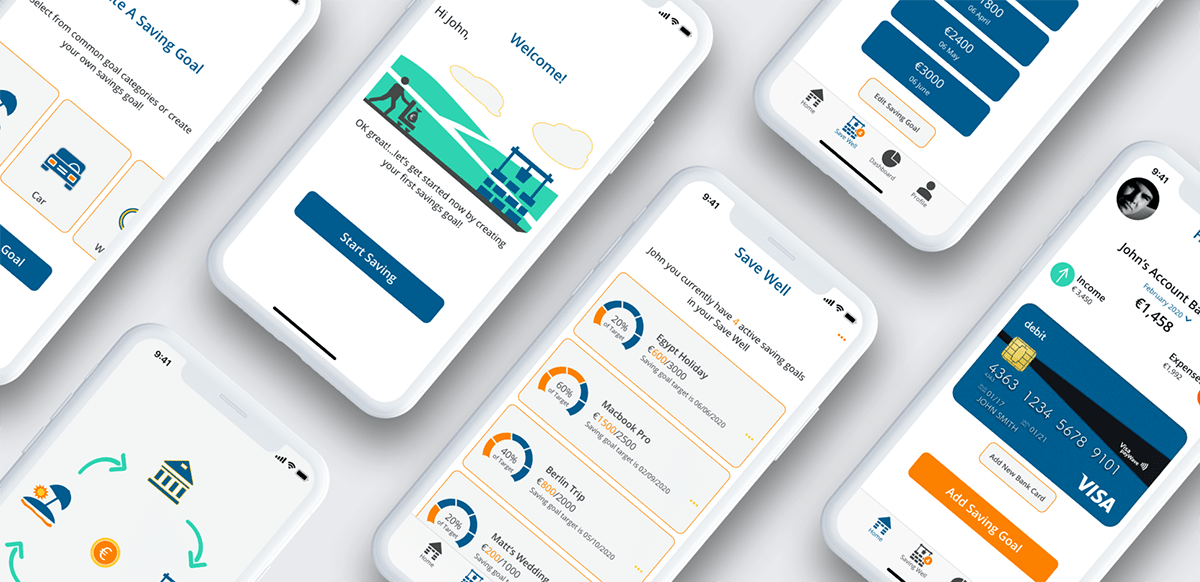 Saving Goal
Select from common goal categories or create
your own savings goal!
Car
Goal
9:41
Hi John,
Welcome!
OK great!...let's get started now by creating
your first savings goal!
Start Saving
9:41
Save Well
John you currently have 4 active saving goals
in your Save Well
20%
of Target
Egypt Holiday
€600/3000
Saving goal target is 06/06/2020
60%
of Target
Macbook Pro
€1500/2500
Saving goal target is 02/09/2020
40%
of Target
Berlin Trip
€800/2000
Saving goal target is 05/10/2020
20%
of Target
Matt's Wedding
€200/1000
Saving goal target is
Home
06 April
€2400
06 May
€3000
06 June
Edit Saving Goal
Home
Save Well
Dashboard
Profile
9:41
John's Account
February 2020
€1,458
Income
€3,450
€1,992
debit
4363 1234 5678 9101
4363
01/17
01/21
JOHN SMITH
Visa
payWave
VISA
Add New Bank Card
Add Saving Goal
Home
Saving Well